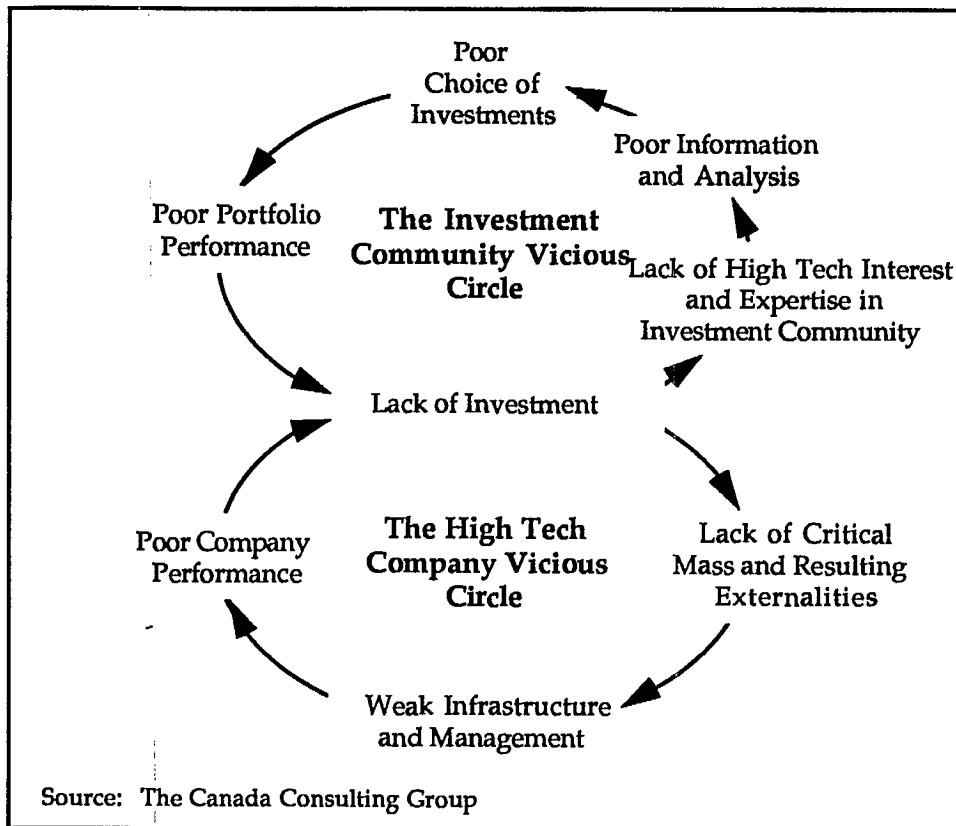 Poor
Choice of
Investments
Poor Information
and Analysis
Poor Portfolio
Performance
The Investment
Community Vicious
Circle
Lack of High Tech Interest
and Expertise in
Investment Community
Lack of Investment
Poor Company
Performance
The High Tech
Company Vicious
Circle
Lack of Critical
Mass and Resulting
Externalities
Weak Infrastructure
and Management
Source: The Canada Consulting Group